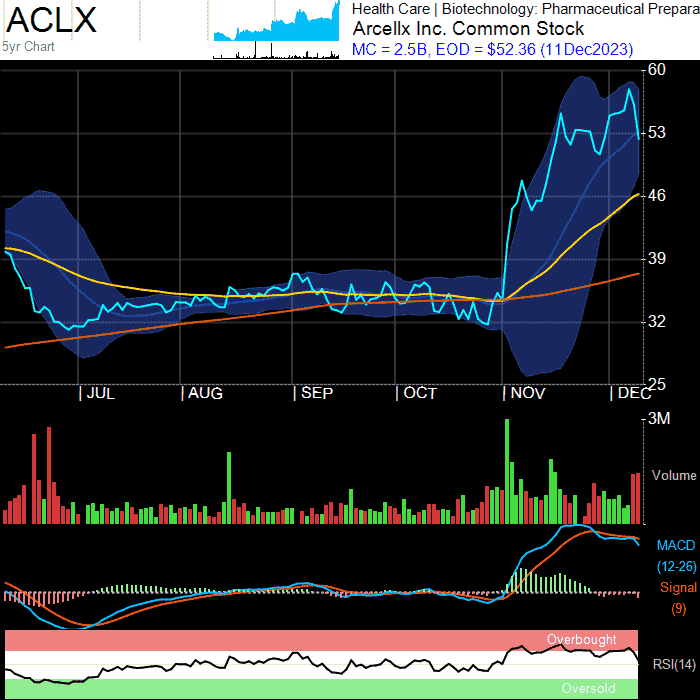 ACLX
5yr Chart
Health Care | Biotechnology: Pharmaceutical Prepara
Arcellx Inc. Common Stock
MC = 2.5B, EOD = $52.36 (11Dec2023)
60
53
46
39
32
25
| JUL | AUG | SEP | OCT | NOV | DEC
3M
Volume
MACD
(12-26)
Signal
(9)
Overbought
RSI(14)
Oversold